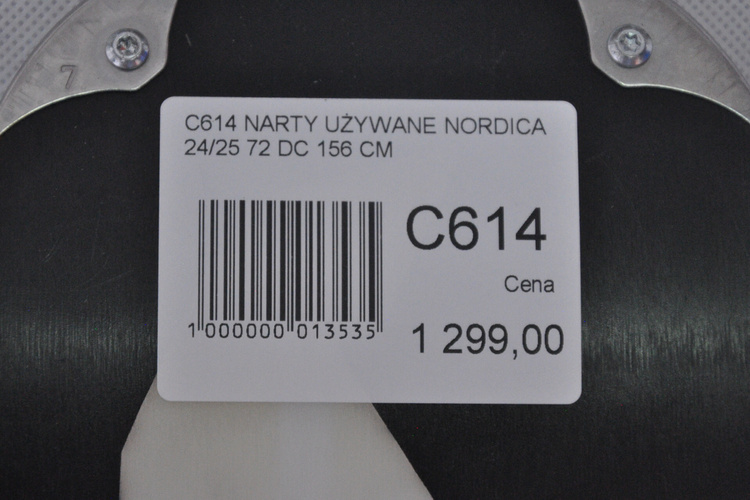 7
C614 NARTY UŻYWANE NORDICA
24/25 72 DC 156 CM
C614
Cena
1 299,00
1 000000 013535